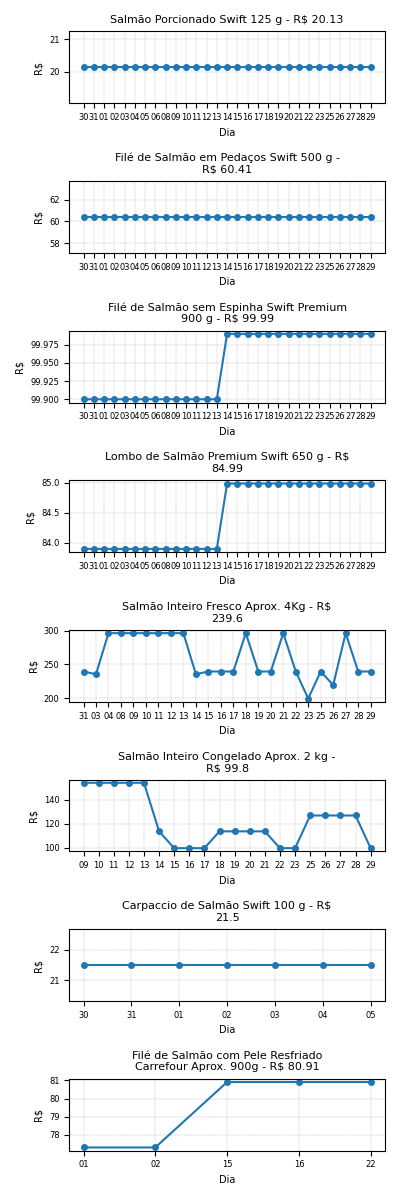 Salmão Porcionado Swift 125 g - R$ 20.13
21
20
R$
30 31 01 02 03 04 05 06 08 09 10 11 12 13 14 15 16 17 18 19 20 21 22 23 25 26 27 28 29
Dia
Filé de Salmão em Pedaços Swift 500 g -
R$ 60.41
62
60
58
R$
30 31 01 02 03 04 05 06 08 09 10 11 12 13 14 15 16 17 18 19 20 21 22 23 25 26 27 28 29
Dia
Filé de Salmão sem Espinha Swift Premium
900 g - R$ 99.99
99.975
99.950
99.925
99.900
R$
30 31 01 02 03 04 05 06 08 09 10 11 12 13 14 15 16 17 18 19 20 21 22 23 25 26 27 28 29
Dia
Lombo de Salmão Premium Swift 650 g - R$
84.99
85.0
84.5
84.0
R$
30 31 01 02 03 04 05 06 08 09 10 11 12 13 14 15 16 17 18 19 20 21 22 23 25 26 27 28 29
Dia
Salmão Inteiro Fresco Aprox. 4Kg - R$
239.6
300
250
200
R$
31 03 04 08 09 10 11 12 13 14 15 16 17 18 19 20 21 22 23 25 26 27 28 29
Dia
Salmão Inteiro Congelado Aprox. 2 kg -
R$ 99.8
140
120
100
R$
09 10 11 12 13 14 15 16 17 18 19 20 21 22 23 25 26 27 28 29
Dia
Carpaccio de Salmão Swift 100 g - R$
21.5
22
21
R$
30 31 01 02 03 04 05
Dia
Filé de Salmão com Pele Resfriado
Carrefour Aprox. 900g - R$ 80.91
81
80
79
78
R$
01 02 15 16 22
Dia